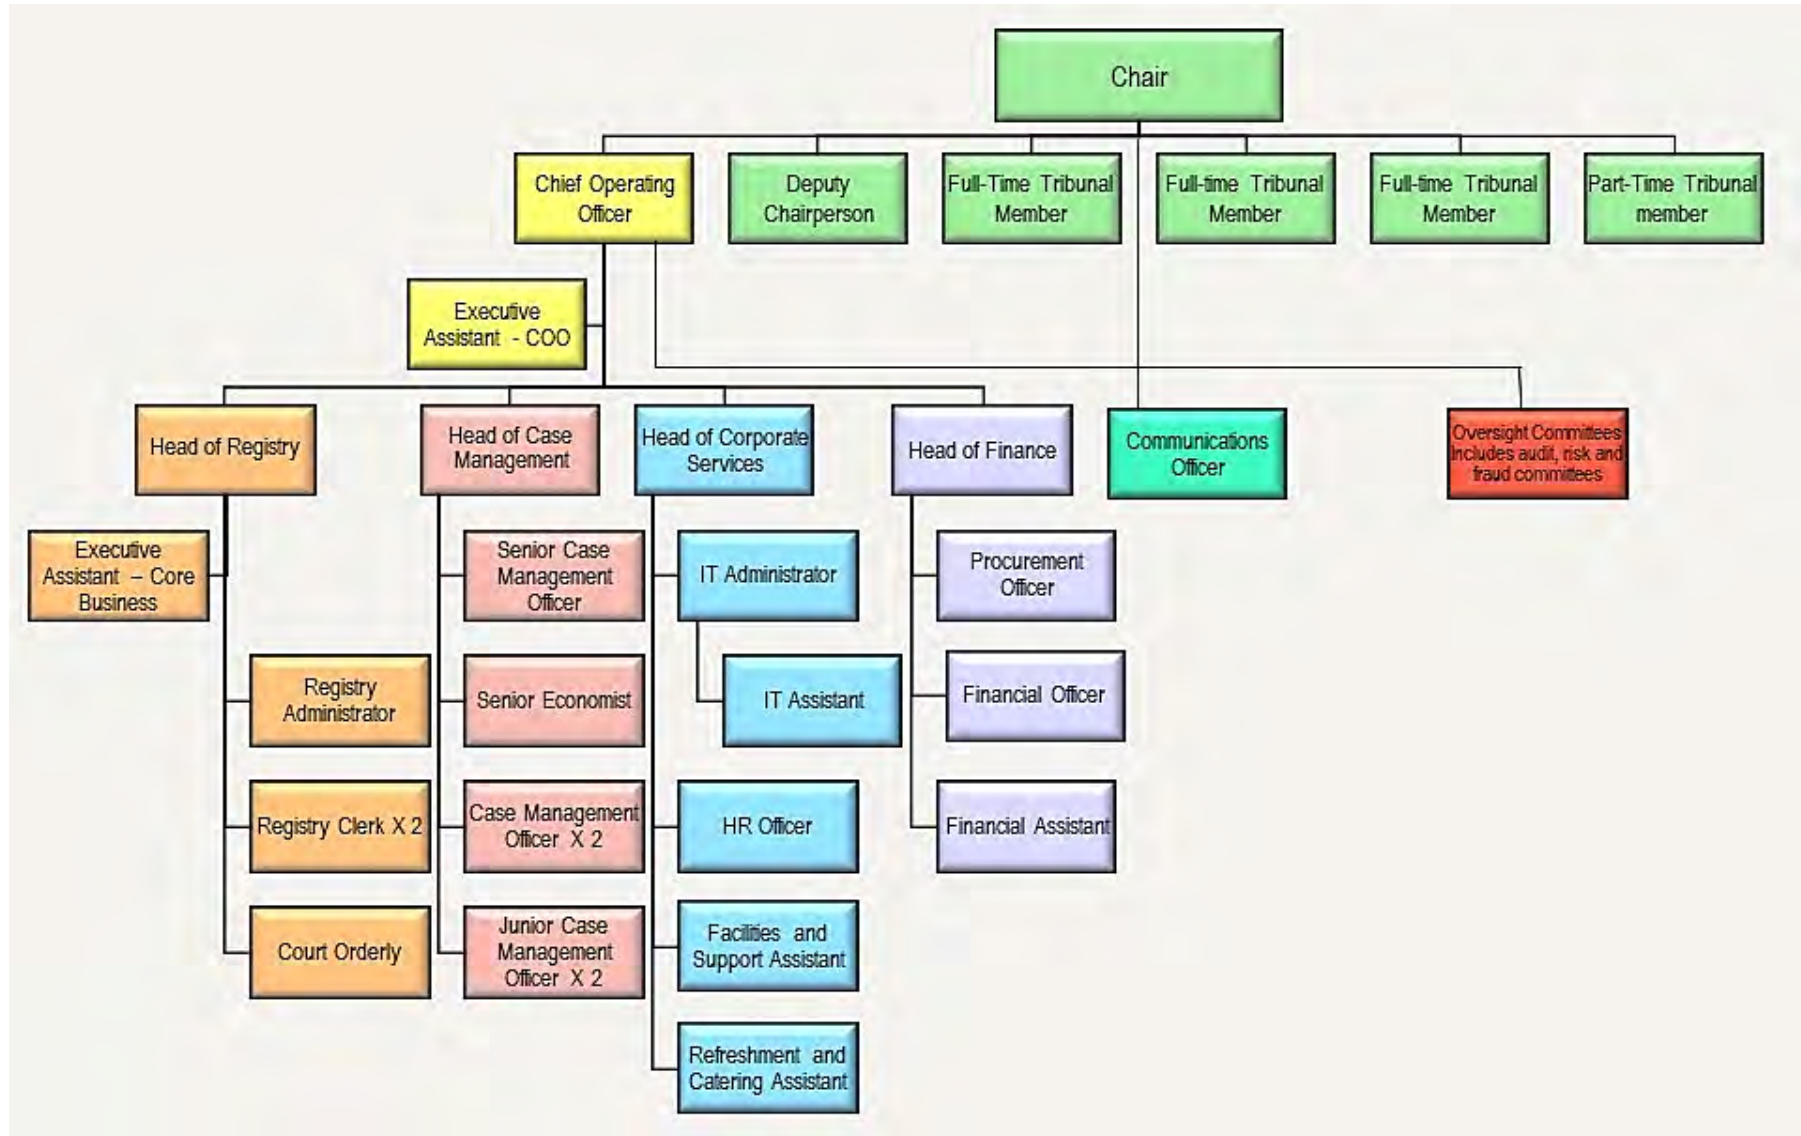 Chair
Chief Operating
Officer
Deputy
Chairperson
Full-Time Tribunal
Member
Full-time Tribunal
Member
Full-time Tribunal
Member
Part-Time Tribunal
member
Executive
Assistant - COO
Head of Registry
Head of Case
Management
Head of Corporate
Services
Head of Finance
Communications
Officer
Oversight Committees
Includes audit, risk and
fraud committees
Executive
Assistant – Core
Business
Registry
Administrator
Registry Clerk X 2
Court Orderly
Senior Case
Management
Officer
Senior Economist
Case Management
Officer X 2
Junior Case
Management
Officer X 2
IT Administrator
IT Assistant
HR Officer
Facilities and
Support Assistant
Refreshment and
Catering Assistant
Procurement
Officer
Financial Officer
Financial Assistant